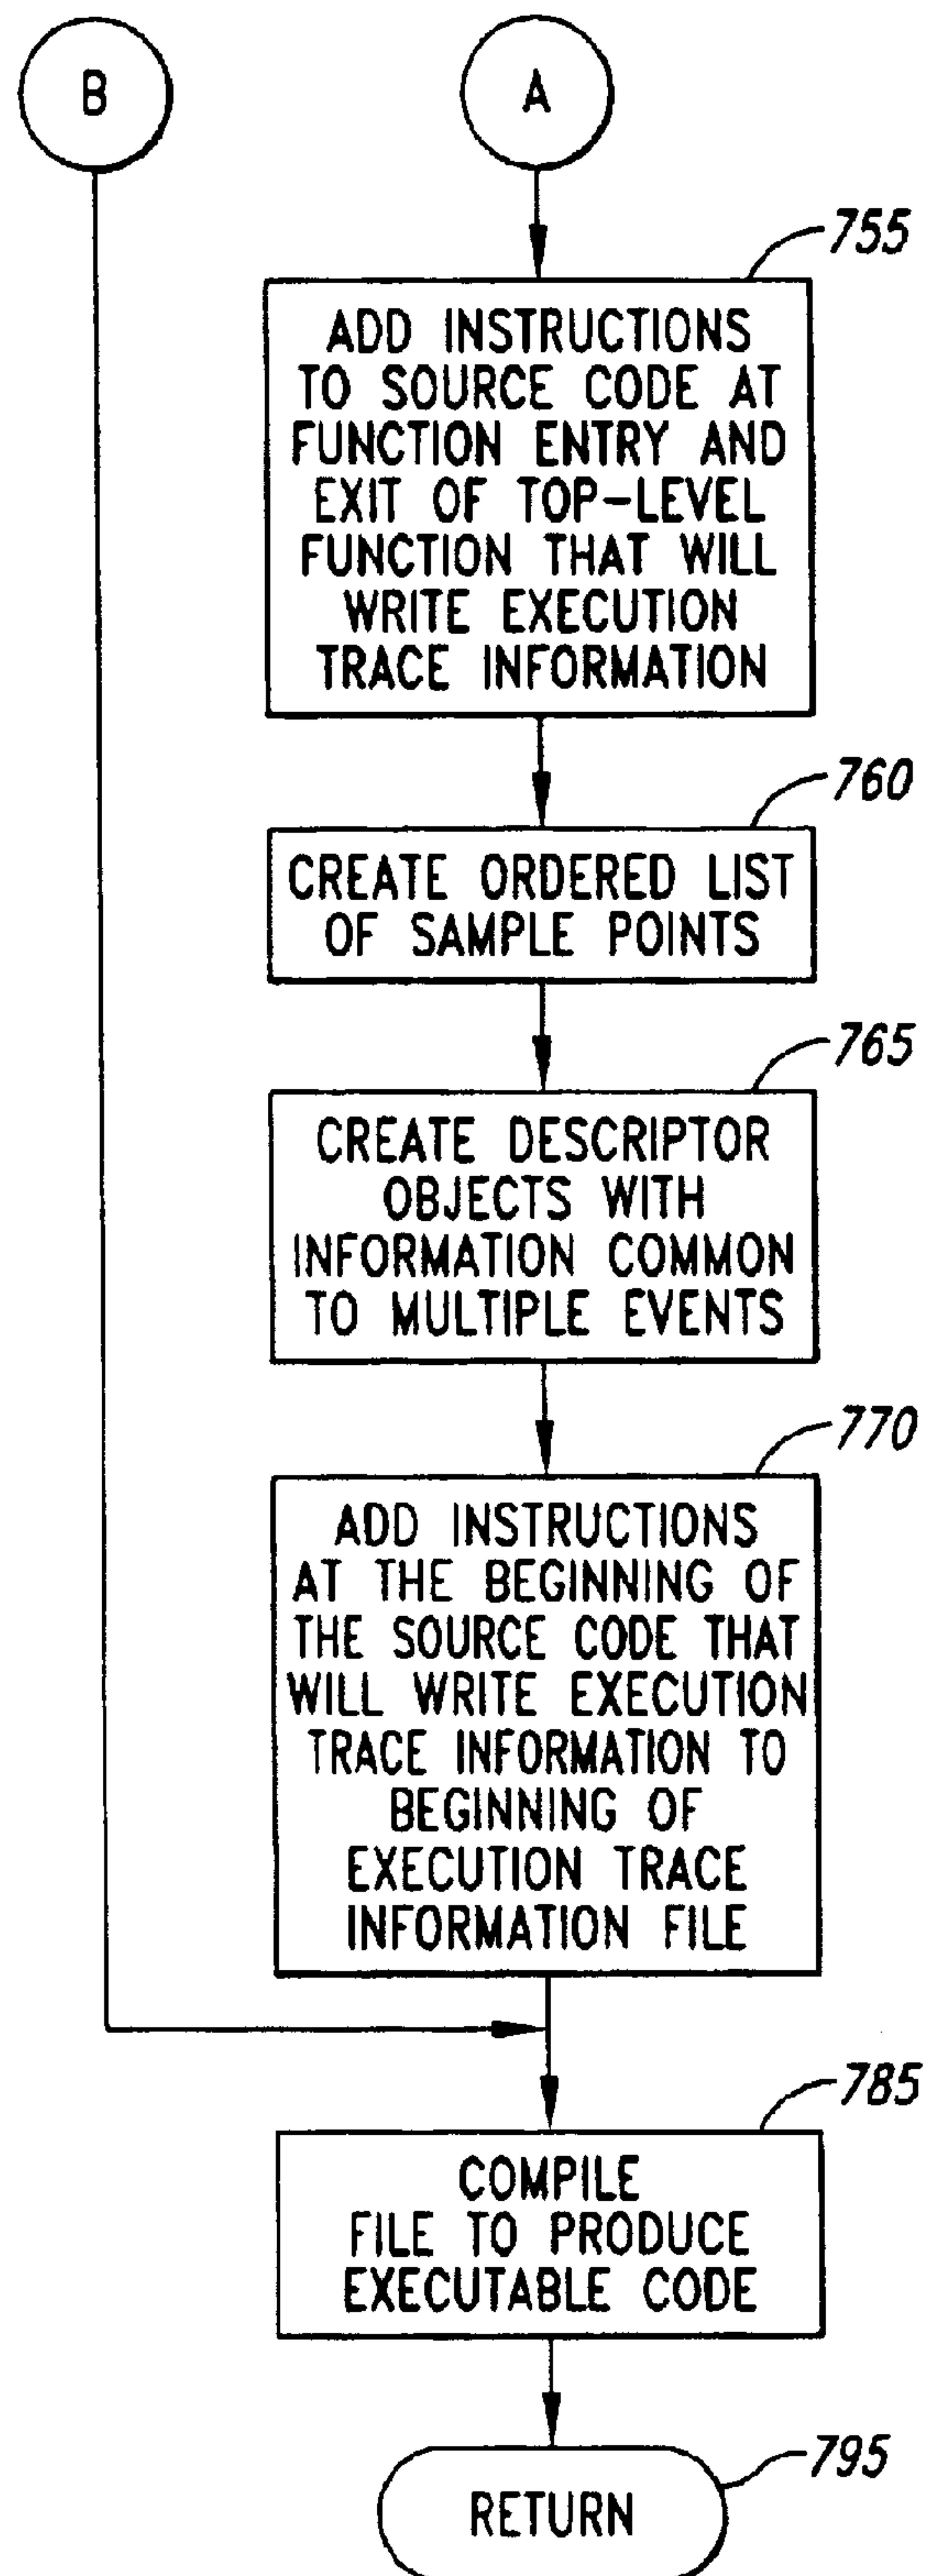 B
A
755
ADD INSTRUCTIONS
TO SOURCE CODE AT
FUNCTION ENTRY AND
EXIT OF TOP-LEVEL
FUNCTION THAT WILL
WRITE EXECUTION
TRACE INFORMATION
760
CREATE ORDERED LIST
OF SAMPLE POINTS
765
CREATE DESCRIPTOR
OBJECTS WITH
INFORMATION COMMON
TO MULTIPLE EVENTS
770
ADD INSTRUCTIONS
AT THE BEGINNING OF
THE SOURCE CODE THAT
WILL WRITE EXECUTION
TRACE INFORMATION TO
BEGINNING OF
EXECUTION TRACE
INFORMATION FILE
785
COMPILE
FILE TO PRODUCE
EXECUTABLE CODE
795
RETURN